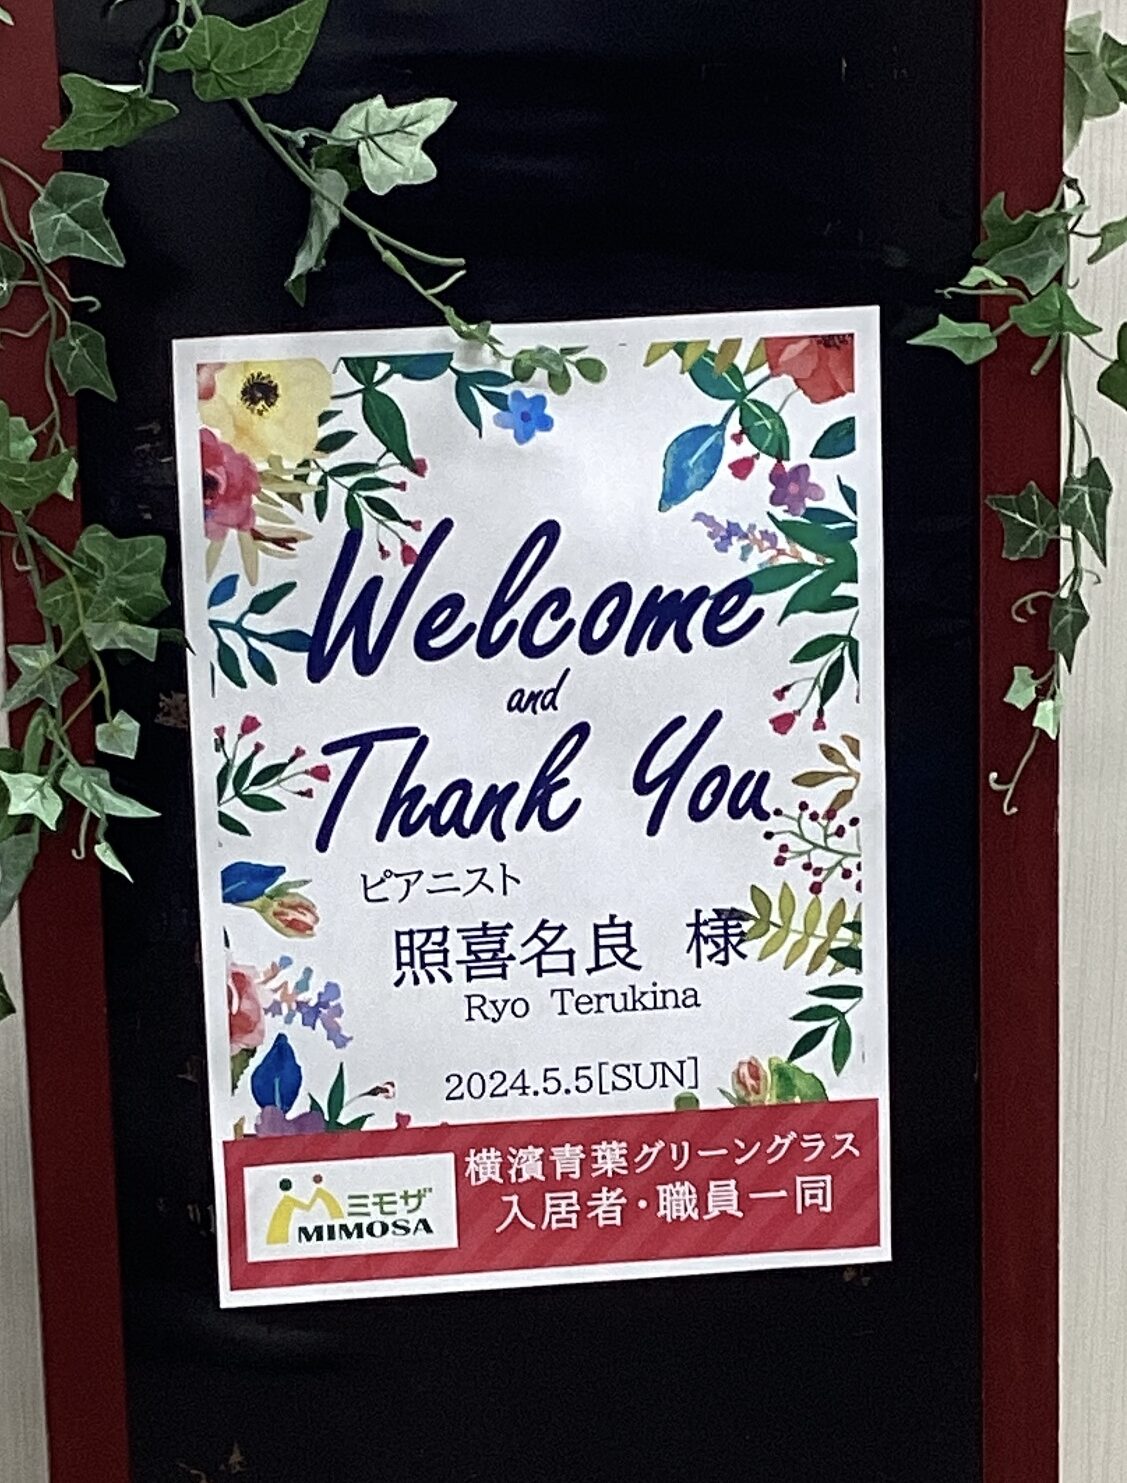 Welcome
and
Thank You
ピアニスト
照喜名良 様
Ryo Terukina
2024.5.5[SUN]
ミモザ
MIMOSA
横濱青葉グリーングラス
入居者・職員一同